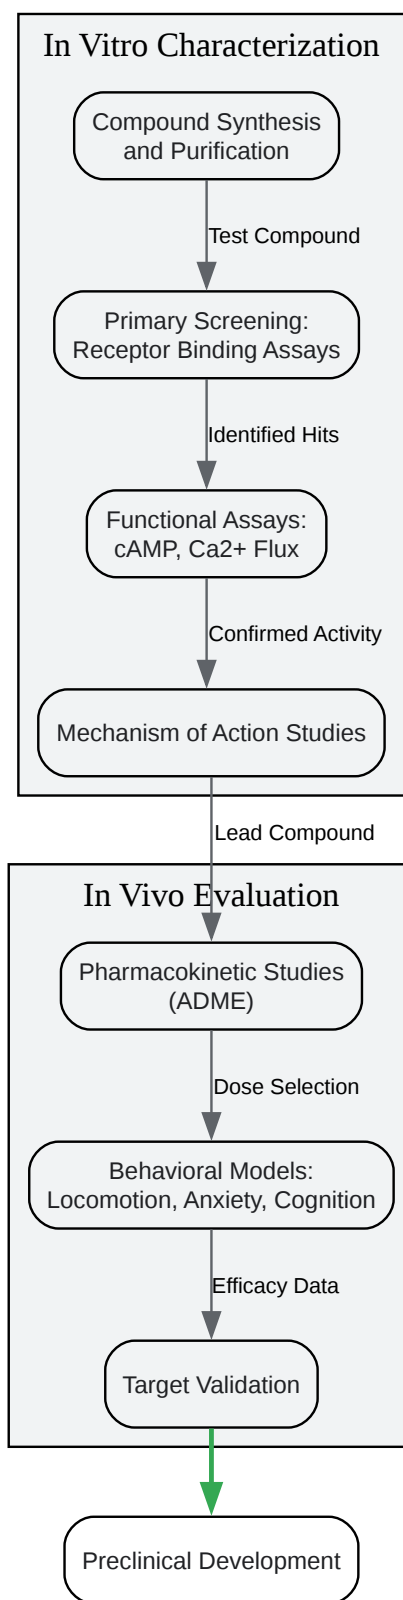 In Vitro Characterization
Compound Synthesis
and Purification
Test Compound
Primary Screening:
Receptor Binding Assays
Identified Hits
Functional Assays:
cAMP, Ca2+ Flux
Confirmed Activity
Mechanism of Action Studies
Lead Compound
In Vivo Evaluation
Pharmacokinetic Studies
(ADME)
Dose Selection
Behavioral Models:
Locomotion, Anxiety, Cognition
Efficacy Data
Target Validation
Preclinical Development